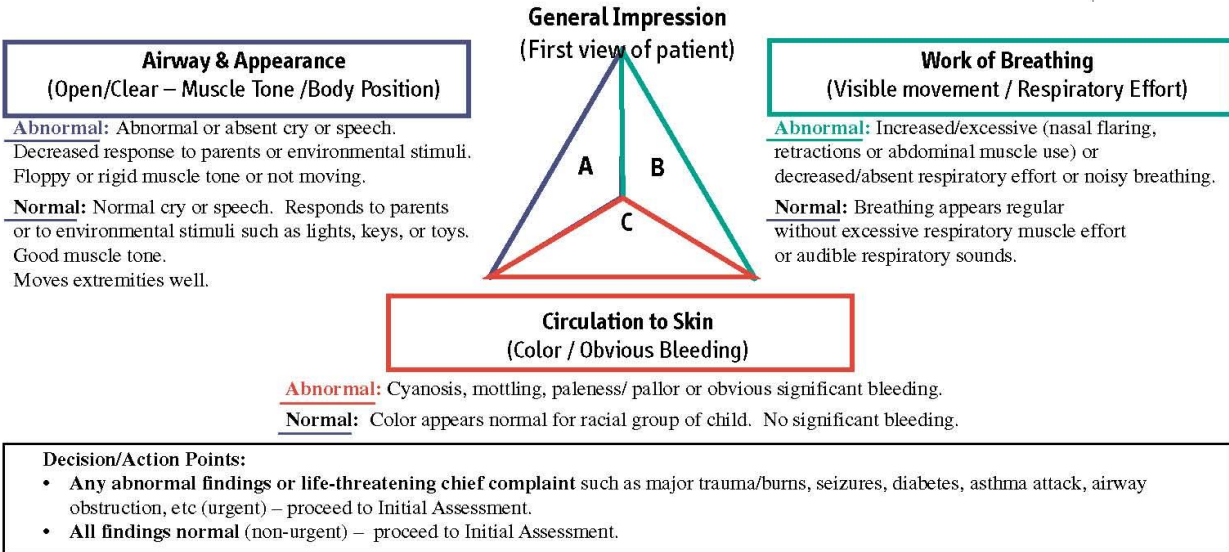 General Impression
(First view of patient)
Airway & Appearance
(Open/Clear – Muscle Tone /Body Position)
Abnormal: Abnormal or absent cry or speech.
Decreased response to parents or environmental stimuli.
Floppy or rigid muscle tone or not moving.
Normal: Normal cry or speech. Responds to parents
or to environmental stimuli such as lights, keys, or toys.
Good muscle tone.
Moves extremities well.
A
B
C
Work of Breathing
(Visible movement / Respiratory Effort)
Abnormal: Increased/excessive (nasal flaring,
retractions or abdominal muscle use) or
decreased/absent respiratory effort or noisy breathing.
Normal: Breathing appears regular
without excessive respiratory muscle effort
or audible respiratory sounds.
Circulation to Skin
(Color / Obvious Bleeding)
Abnormal: Cyanosis, mottling, paleness/ pallor or obvious significant bleeding.
Normal: Color appears normal for racial group of child. No significant bleeding.
Decision/Action Points:
• Any abnormal findings or life-threatening chief complaint such as major trauma/burns, seizures, diabetes, asthma attack, airway
obstruction, etc (urgent) – proceed to Initial Assessment.
• All findings normal (non-urgent) – proceed to Initial Assessment.